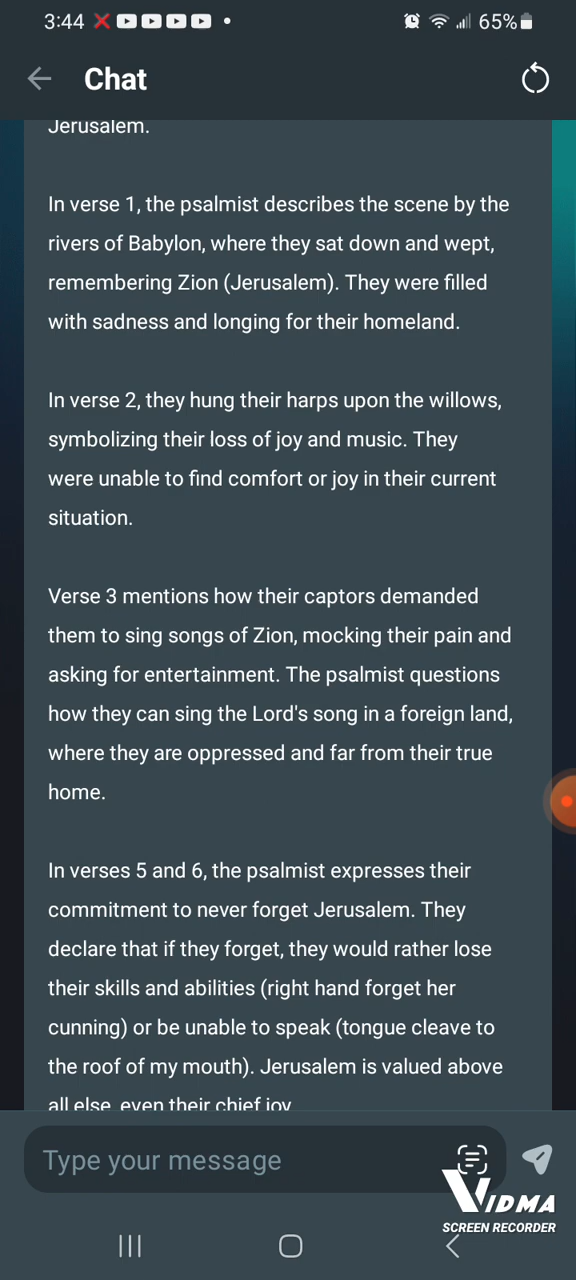 3:44
65%
Chat
Jerusalem.
In verse 1, the psalmist describes the scene by the
rivers of Babylon, where they sat down and wept,
remembering Zion (Jerusalem). They were filled
with sadness and longing for their homeland.
In verse 2, they hung their harps upon the willows,
symbolizing their loss of joy and music. They
were unable to find comfort or joy in their current
situation.
Verse 3 mentions how their captors demanded
them to sing songs of Zion, mocking their pain and
asking for entertainment. The psalmist questions
how they can sing the Lord's song in a foreign land,
where they are oppressed and far from their true
home.
In verses 5 and 6, the psalmist expresses their
commitment to never forget Jerusalem. They
declare that if they forget, they would rather lose
their skills and abilities (right hand forget her
cunning) or be unable to speak (tongue cleave to
the roof of my mouth). Jerusalem is valued above
all else, even their chief joy
Type your message
VIDMA
SCREEN RECORDER